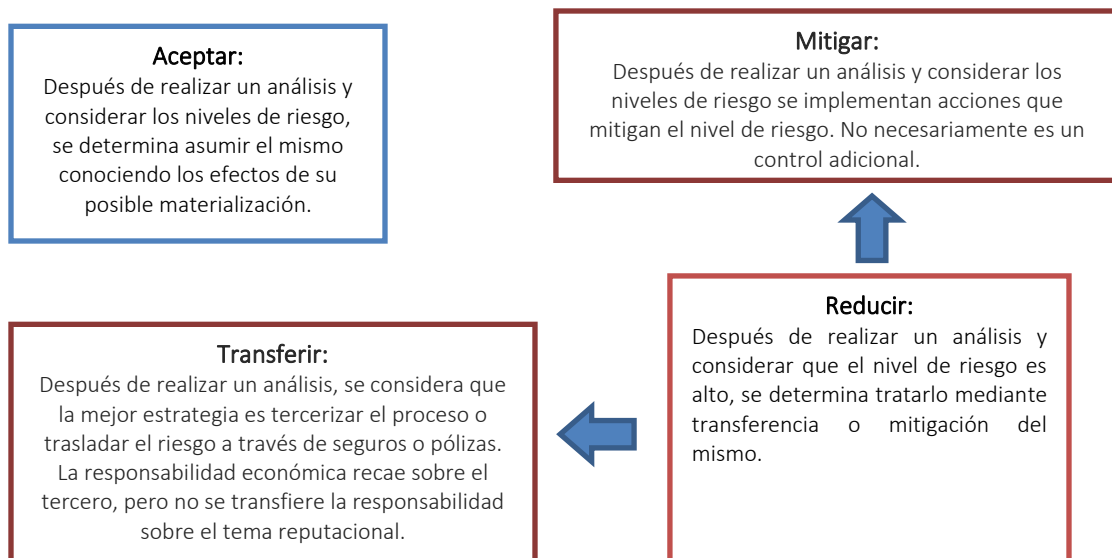 Aceptar:
Después de realizar un análisis y
considerar los niveles de riesgo,
se determina asumir el mismo
conociendo los efectos de su
posible materialización.
Mitigar:
Después de realizar un análisis y considerar los
niveles de riesgo se implementan acciones que
mitigan el nivel de riesgo. No necesariamente es un
control adicional.
Transferir:
Después de realizar un análisis, se considera que
la mejor estrategia es tercerizar el proceso o
trasladar el riesgo a través de seguros o pólizas.
La responsabilidad económica recae sobre el
tercero, pero no se transfiere la responsabilidad
sobre el tema reputacional.
Reducir:
Después de realizar un análisis y
considerar que el nivel de riesgo es
alto, se determina tratarlo mediante
transferencia o mitigación del
mismo.